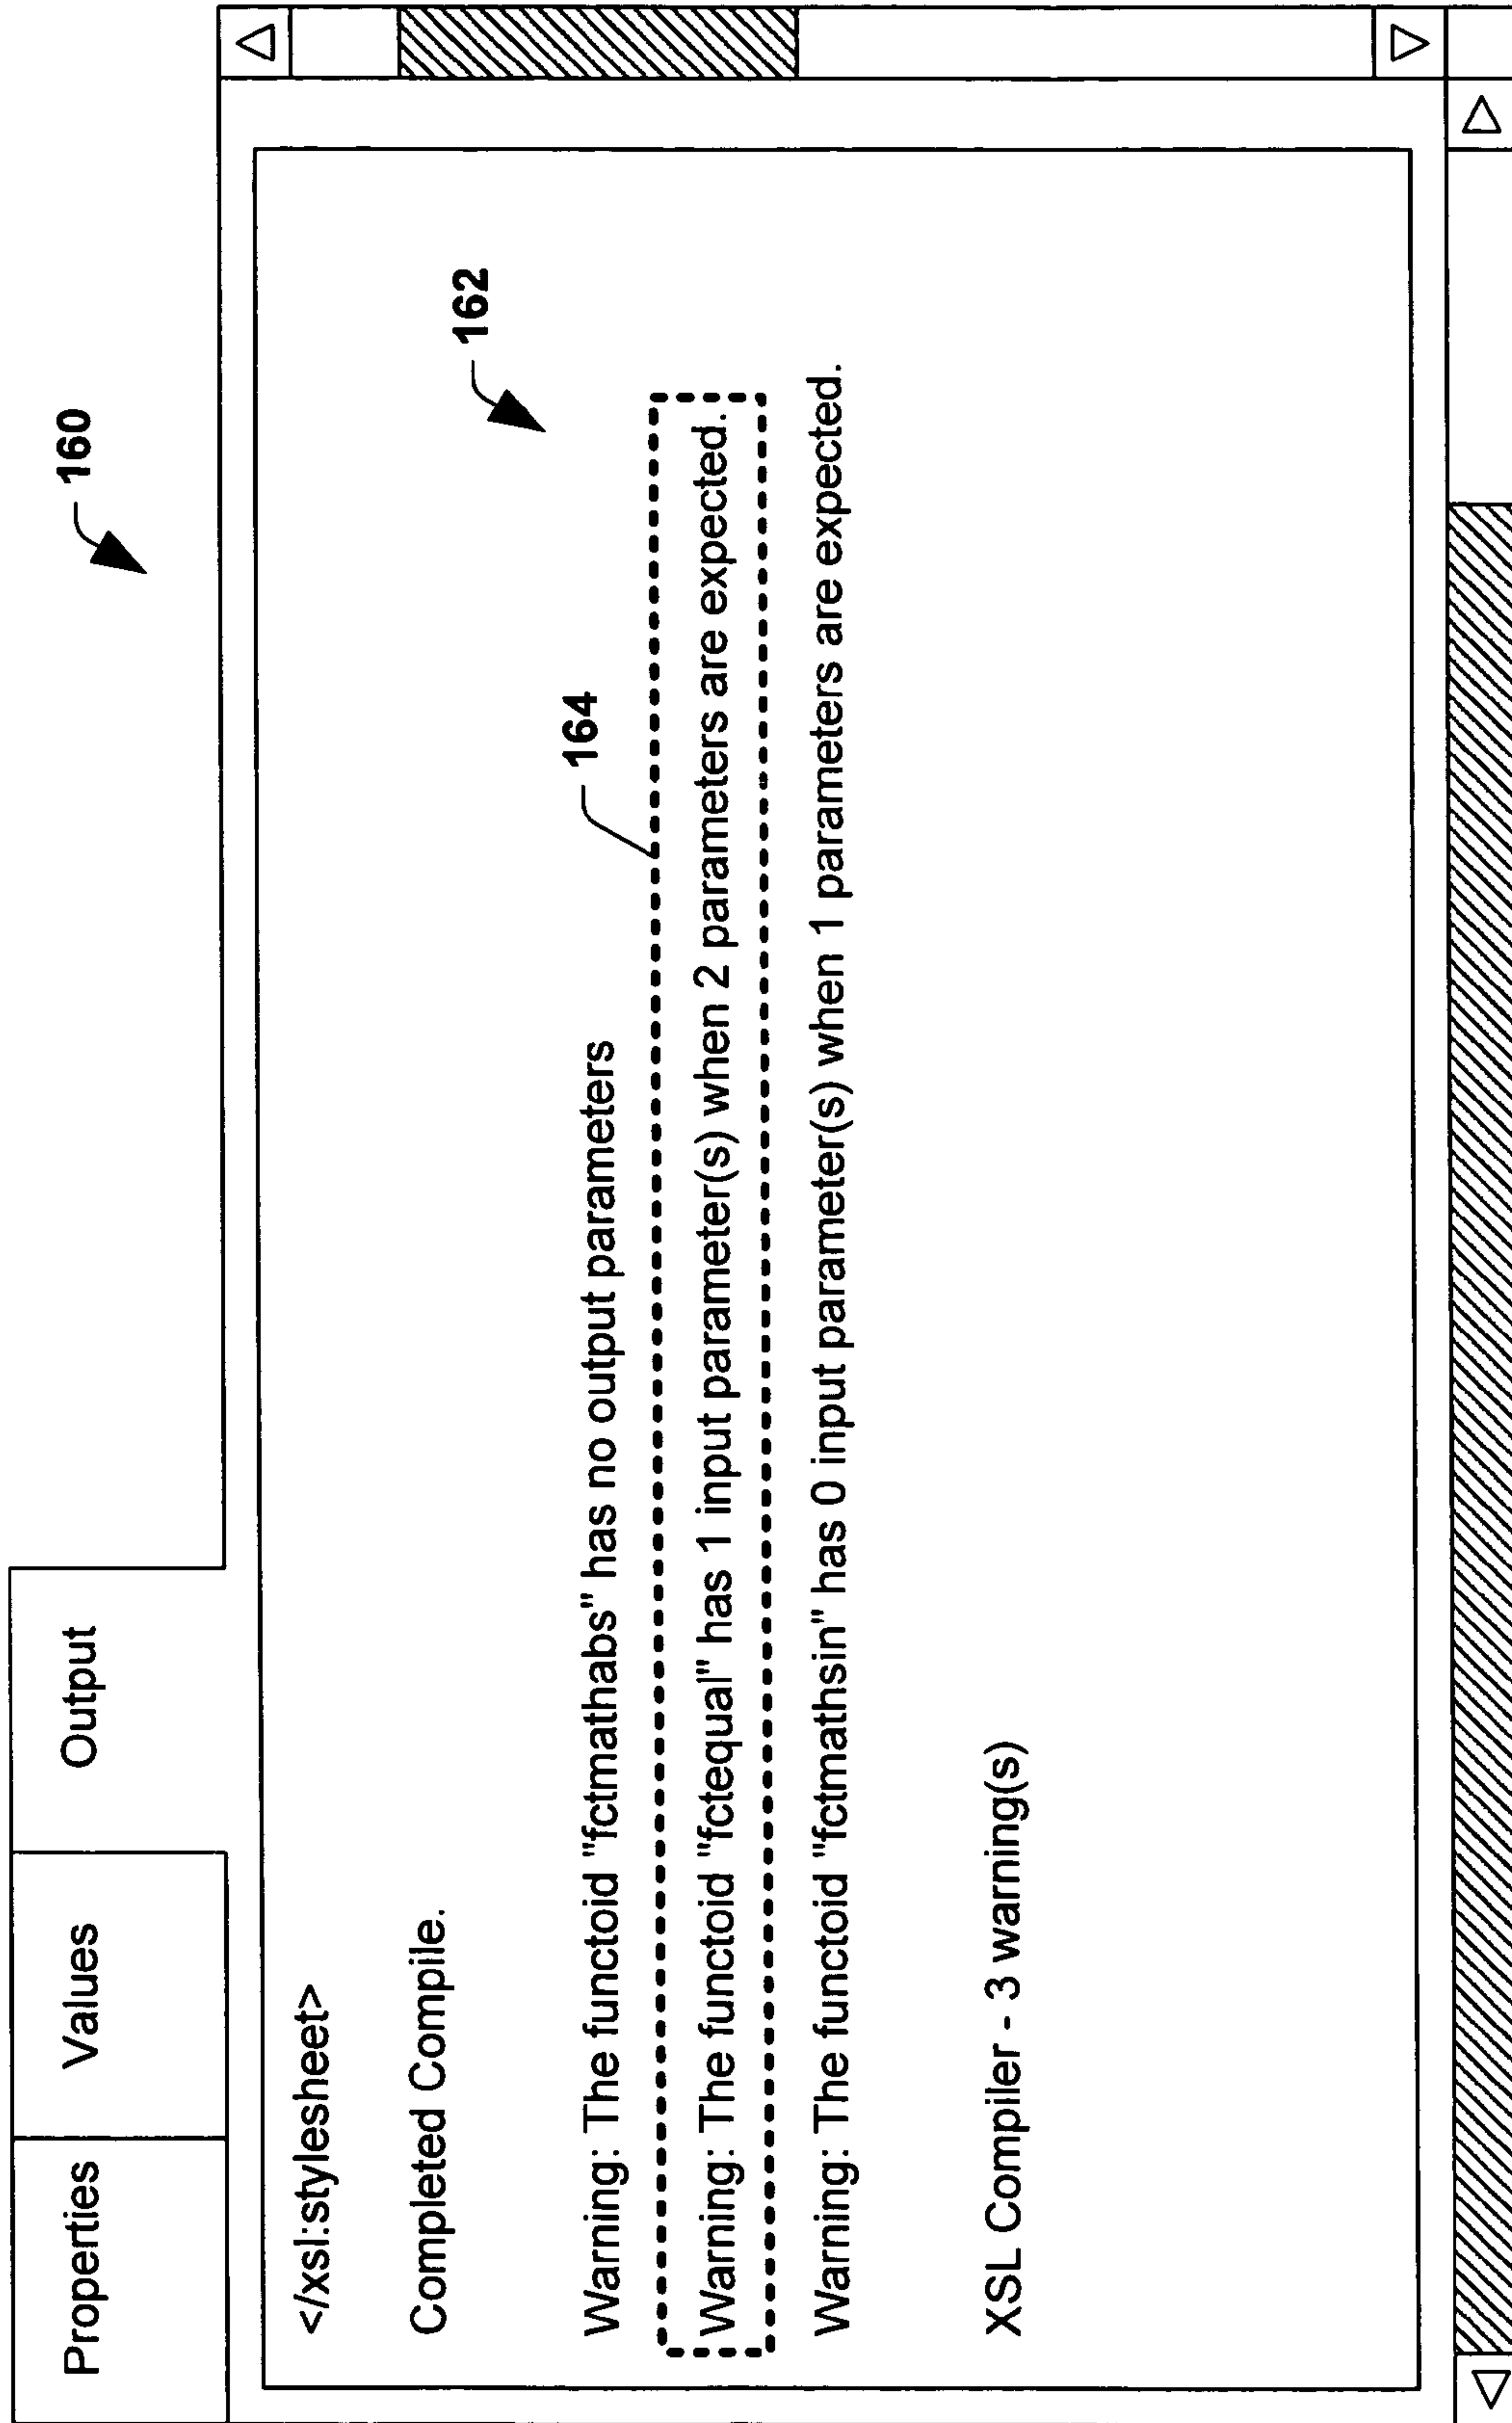 160
Properties Values Output
</xsl:stylesheet>
Completed Compile.
162
164
Warning: The functoid "fctmathabs" has no output parameters
Warning: The functoid "fctequal" has 1 input parameter(s) when 2 parameters are expected.
Warning: The functoid "fctmathsin" has 0 input parameter(s) when 1 parameters are expected.
XSL Compiler - 3 warning(s)